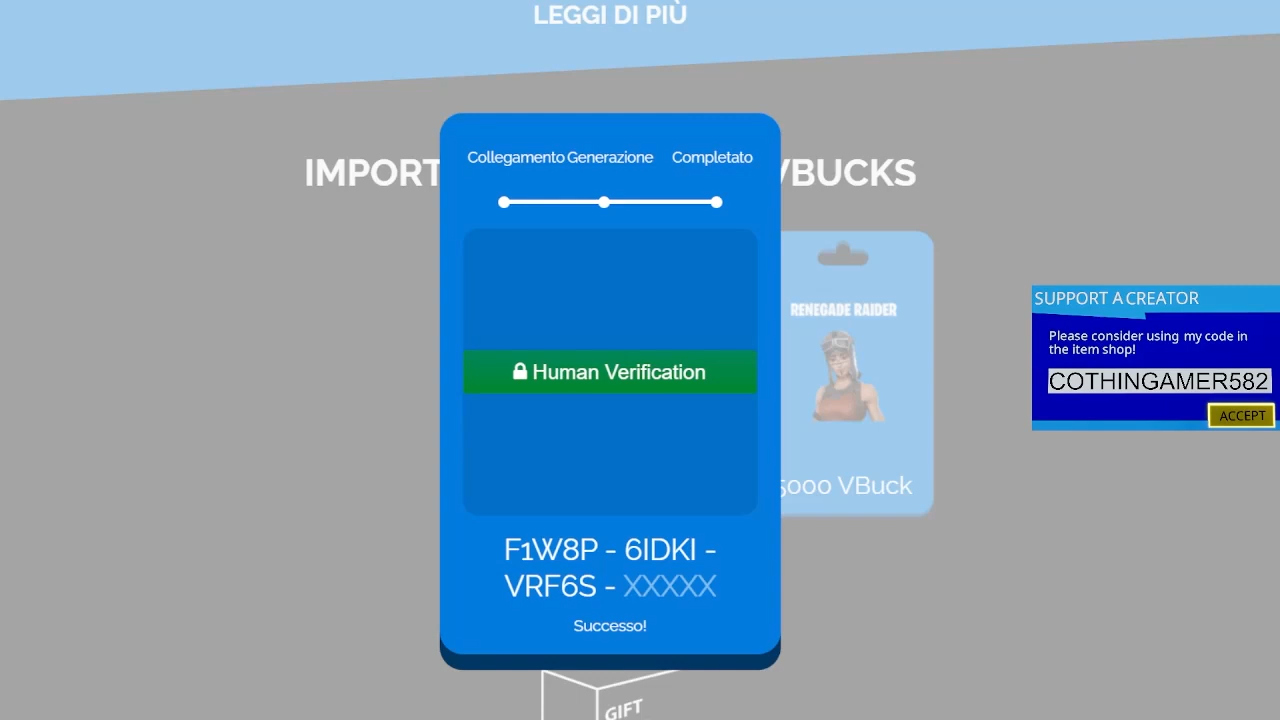 LEGGI DI PIÙ
IMPORT VBUCKS
Collegamento Generazione Completato
RENEGADE RAIDER
Human Verification
5000 VBuck
F1W8P - 6IDKI -
VRF6S - XXXXX
Successo!
GIFT
SUPPORT A CREATOR
Please consider using my code in
the item shop!
COTHINGAMER582
ACCEPT